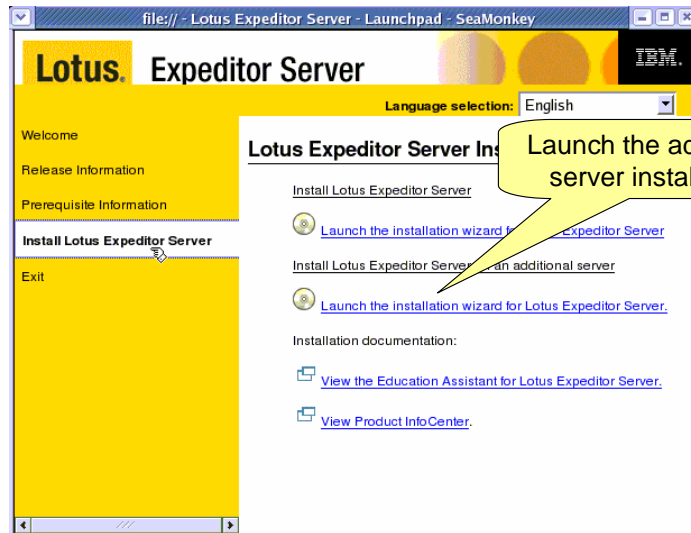 file:// - Lotus Expeditor Server - Launchpad - SeaMonkey
Lotus. Expeditor Server
IBM.
Language selection: English
Welcome
Release Information
Prerequisite Information
Install Lotus Expeditor Server
Exit
Lotus Expeditor Server Ins
Launch the ad
server instal
Install Lotus Expeditor Server
Launch the installation wizard for Expeditor Server
Install Lotus Expeditor Server an additional server
Launch the installation wizard for Lotus Expeditor Server.
Installation documentation:
View the Education Assistant for Lotus Expeditor Server.
View Product InfoCenter.